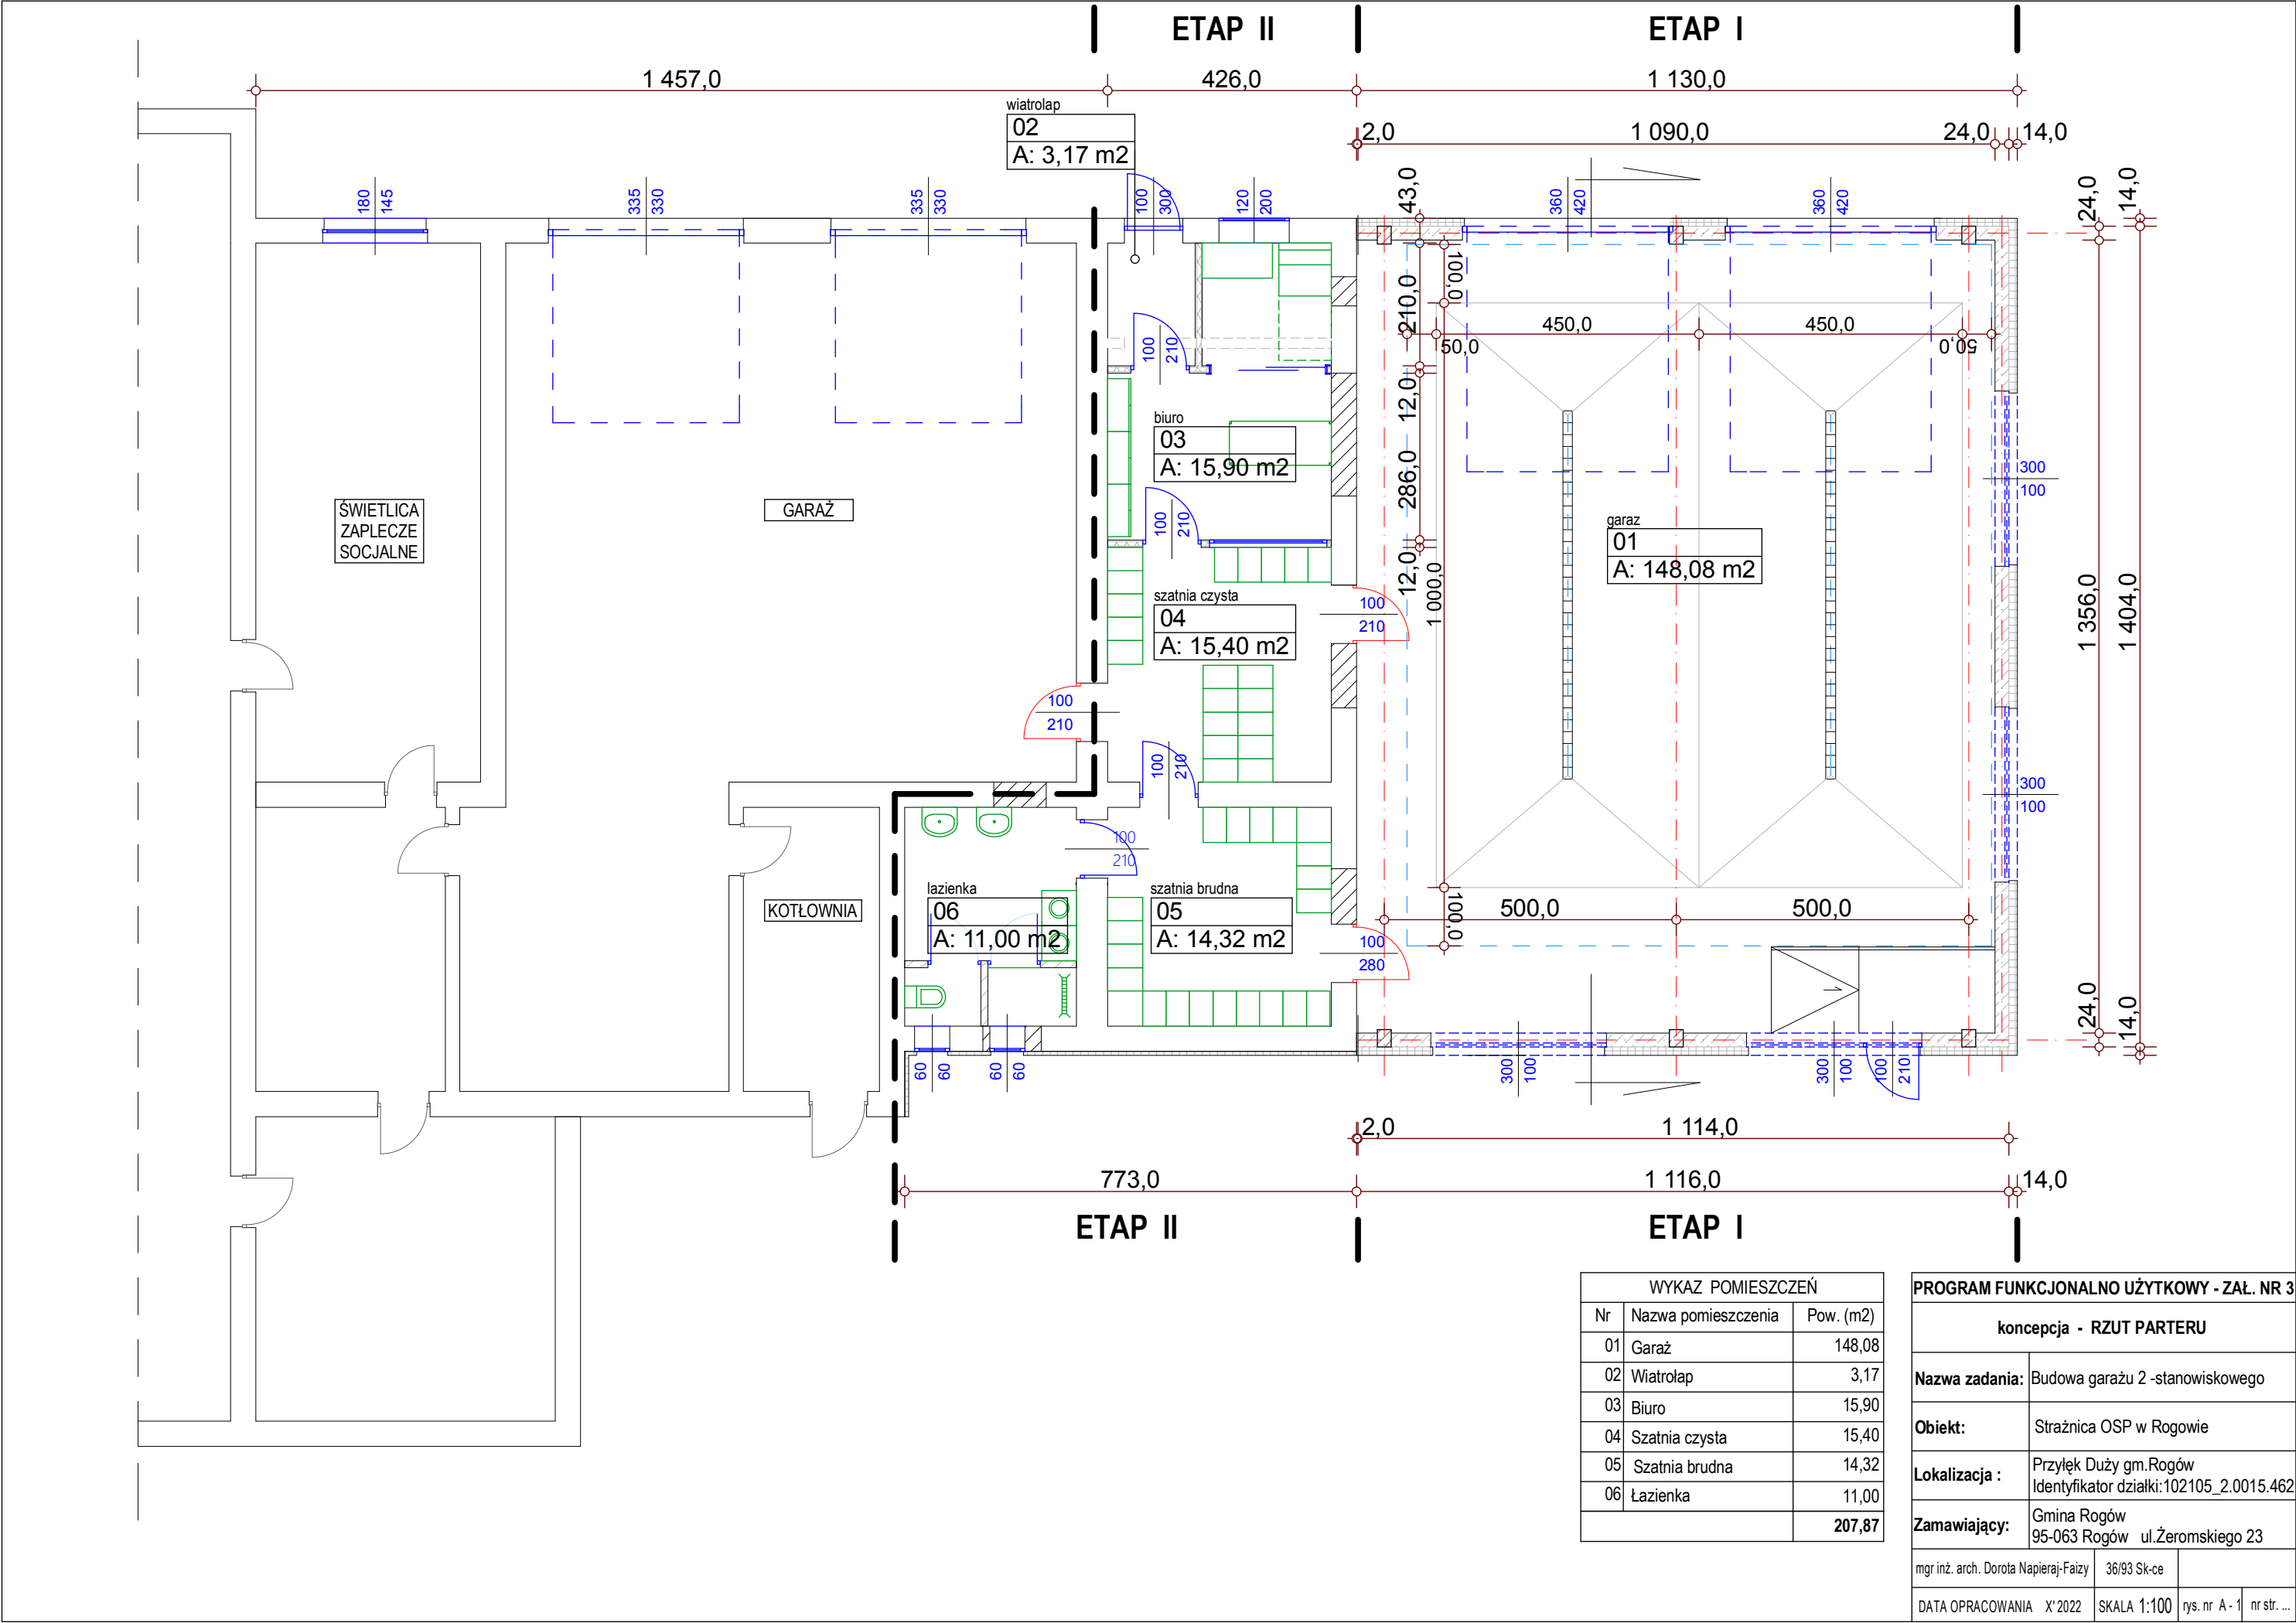 ETAP II
ETAP I
1 457,0
426,0
1 130,0
2,0
1 090,0
24,0
14,0
wiatrolap
02
A: 3,17 m2
180
145
335
330
335
330
100
300
120
200
43,0
360
420
360
420
24,0
14,0
100,0
210,0
450,0
450,0
50,0
50,0
100
210
12,0
biuro
03
A: 15,90 m2
286,0
300
100
ŚWIETLICA
ZAPLECZE
SOCJALNE
GARAŻ
100
210
garaz
01
A: 148,08 m2
12,0
1 000,0
szatnia czysta
04
A: 15,40 m2
100
210
1 356,0
1 404,0
100
210
100
210
300
100
100
210
lazienka
06
A: 11,00 m2
szatnia brudna
05
A: 14,32 m2
KOTŁOWNIA
500,0
500,0
100,0
100
280
24,0
14,0
60
60
60
60
300
100
300
100
100
210
2,0
1 114,0
773,0
1 116,0
14,0
ETAP II
ETAP I
WYKAZ POMIESZCZEŃ
Nr Nazwa pomieszczenia Pow. (m2)
01 Garaż 148,08
02 Wiatrołap 3,17
03 Biuro 15,90
04 Szatnia czysta 15,40
05 Szatnia brudna 14,32
06 Łazienka 11,00
207,87
PROGRAM FUNKCJONALNO UŻYTKOWY - ZAŁ. NR 3
koncepcja - RZUT PARTERU
Nazwa zadania: Budowa garażu 2 -stanowiskowego
Obiekt: Strażnica OSP w Rogowie
Lokalizacja : Przyłęk Duży gm.Rogów
Identyfikator działki:102105_2.0015.462
Zamawiający: Gmina Rogów
95-063 Rogów ul.Żeromskiego 23
mgr inż. arch. Dorota Napieraj-Faizy 36/93 Sk-ce
DATA OPRACOWANIA X' 2022 SKALA 1:100 rys. nr A - 1 nr str. ...